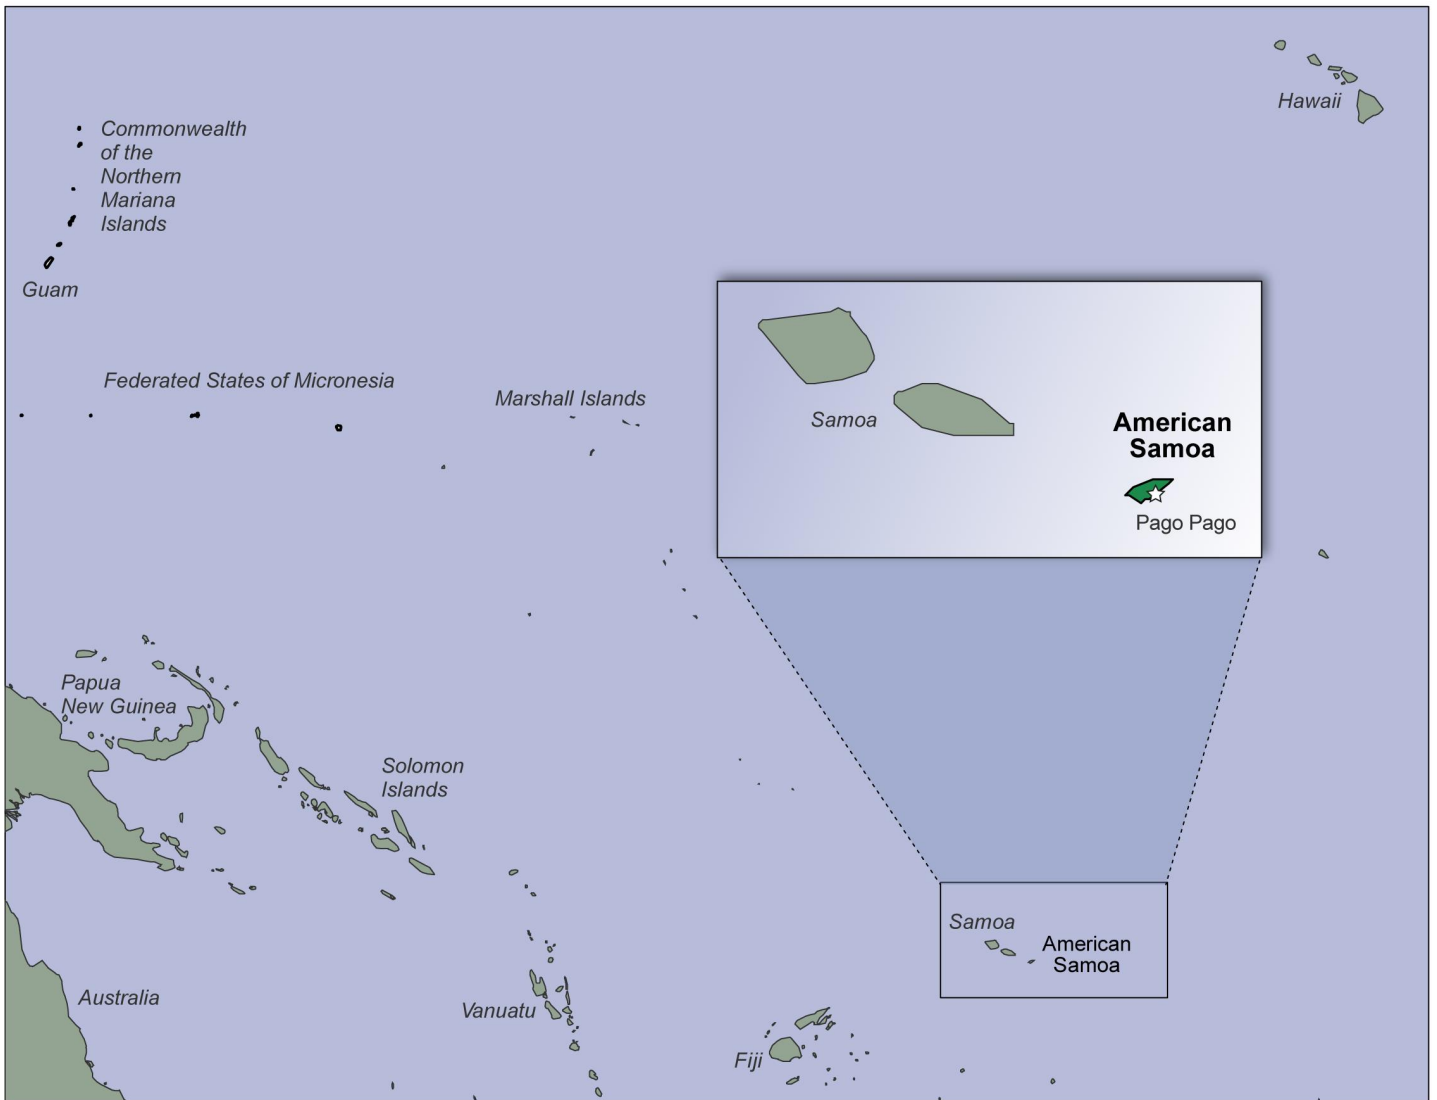 Hawaii
Commonwealth
of the
Northern
Mariana
Islands
Guam
Federated States of Micronesia
Marshall Islands
Samoa
American
Samoa
Pago Pago
Papua
New Guinea
Solomon
Islands
Samoa
American
Samoa
Australia
Vanuatu
Fiji